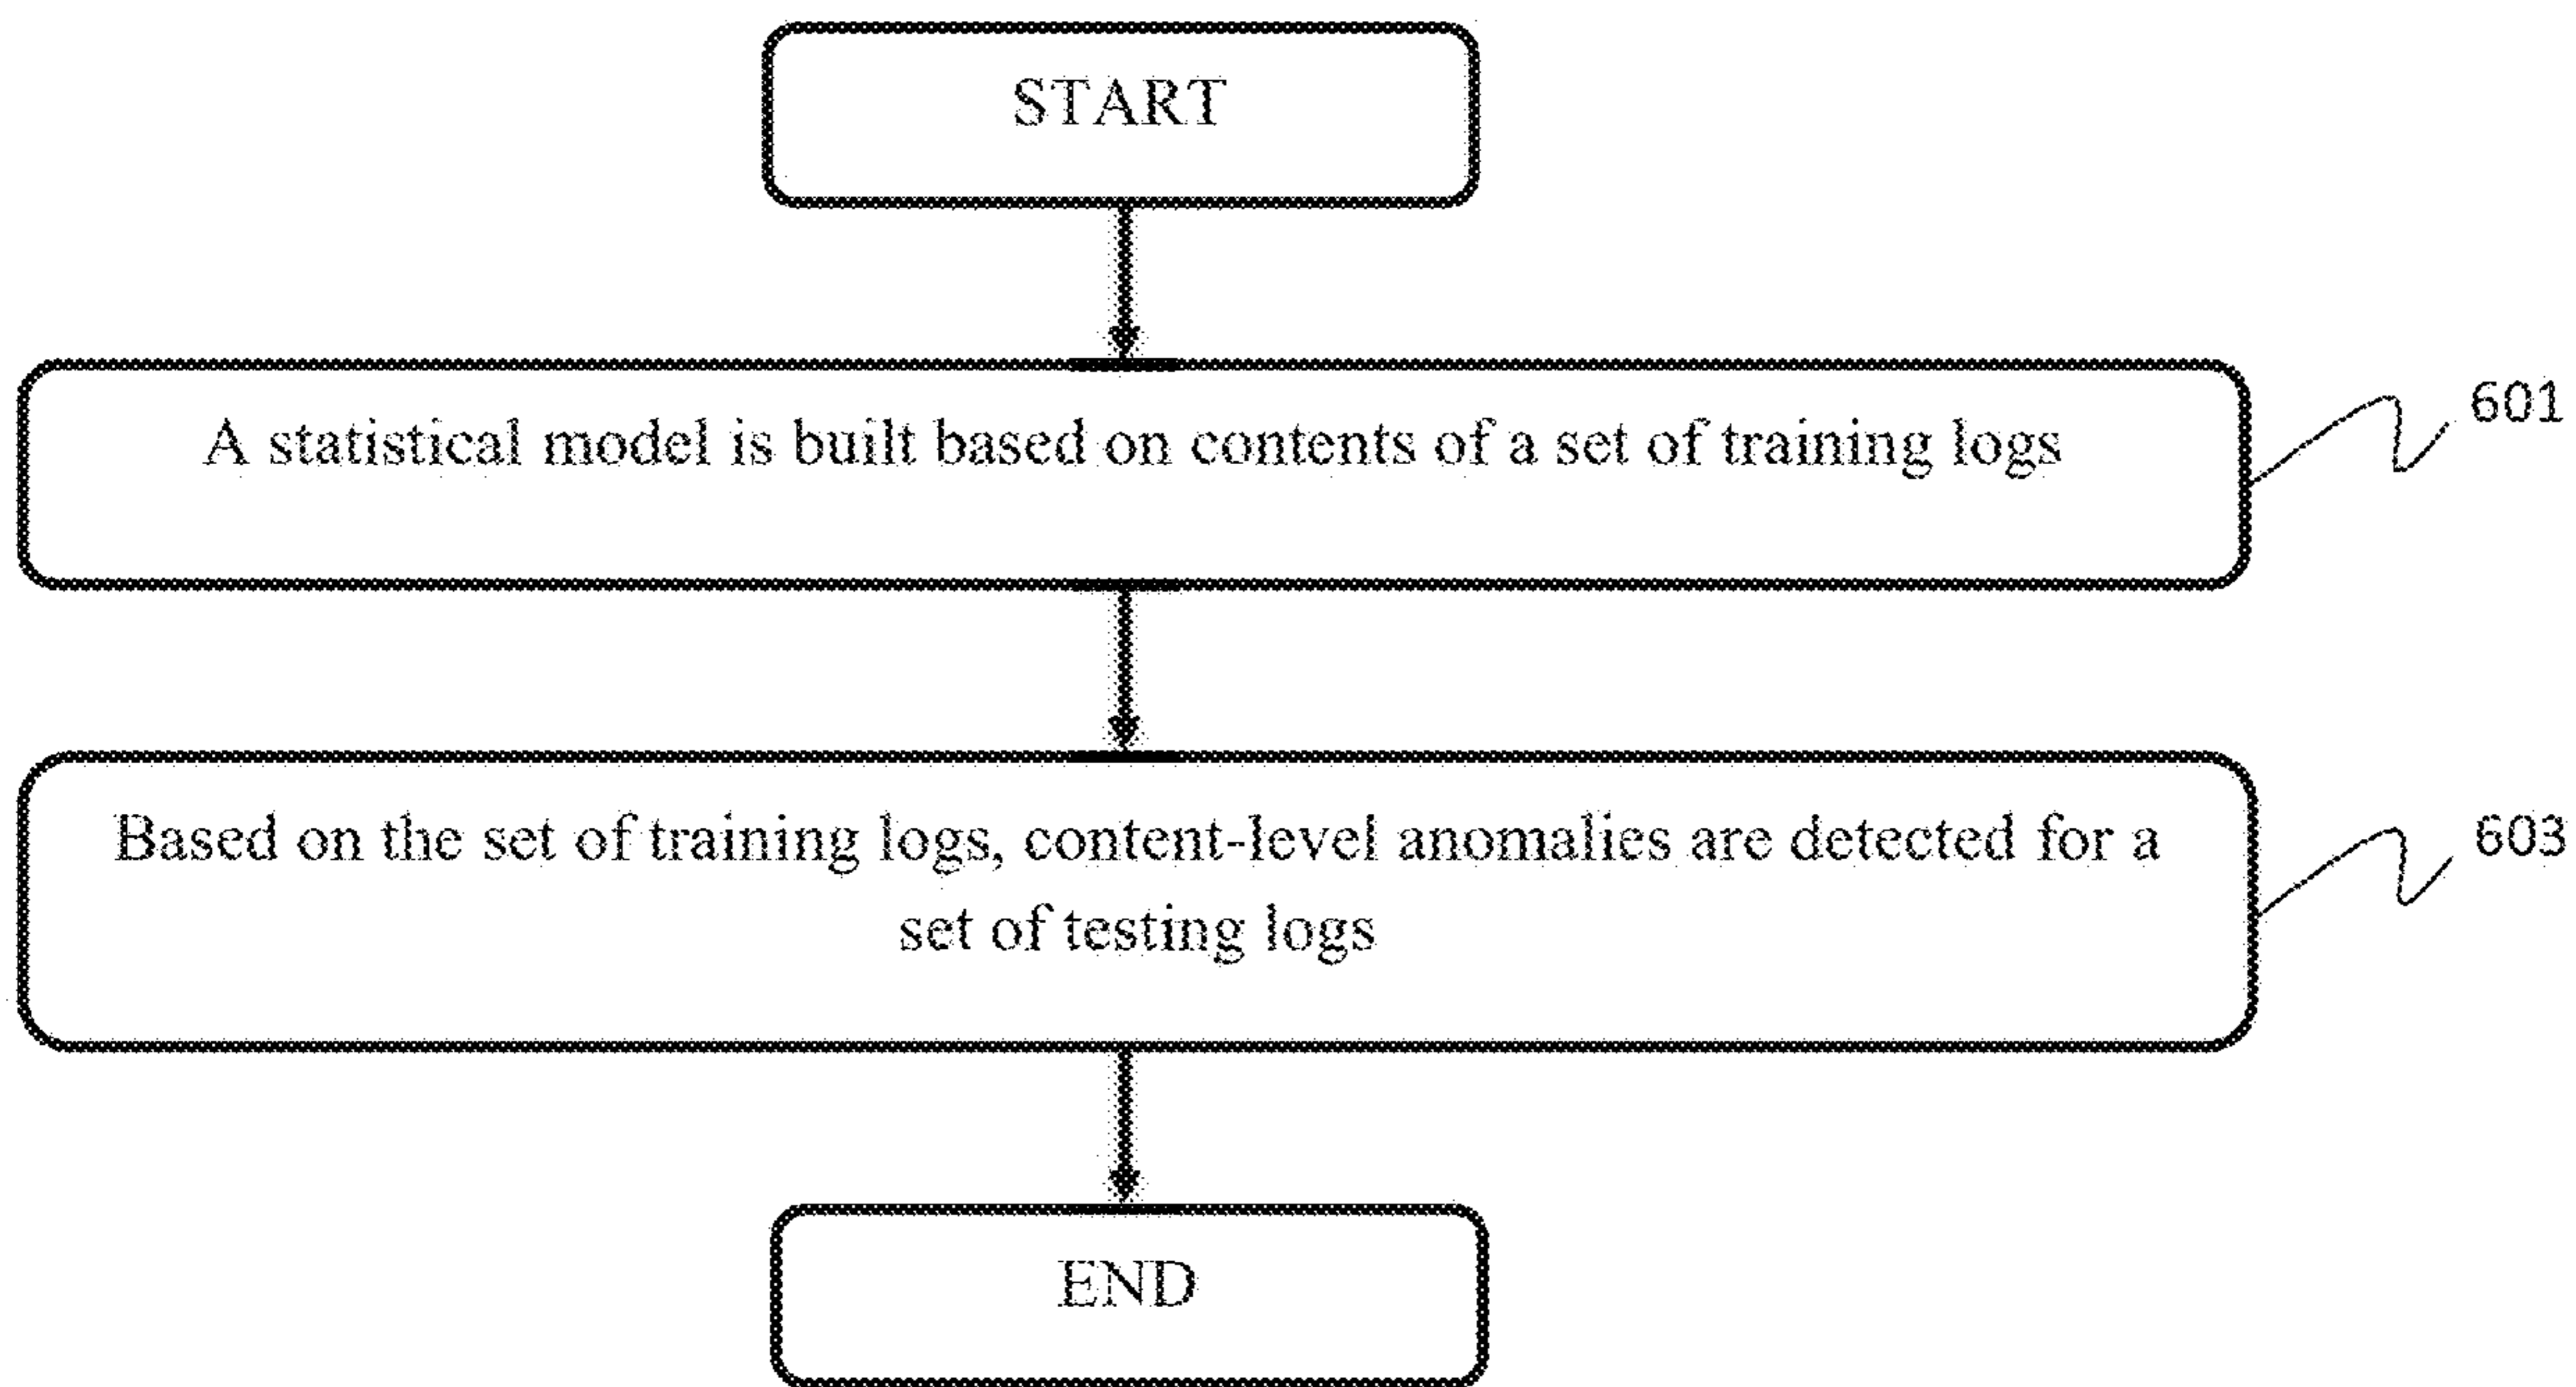 START
A statistical model is built based on contents of a set of training logs
601
Based on the set of training logs, content-level anomalies are detected for a
set of testing logs
603
END